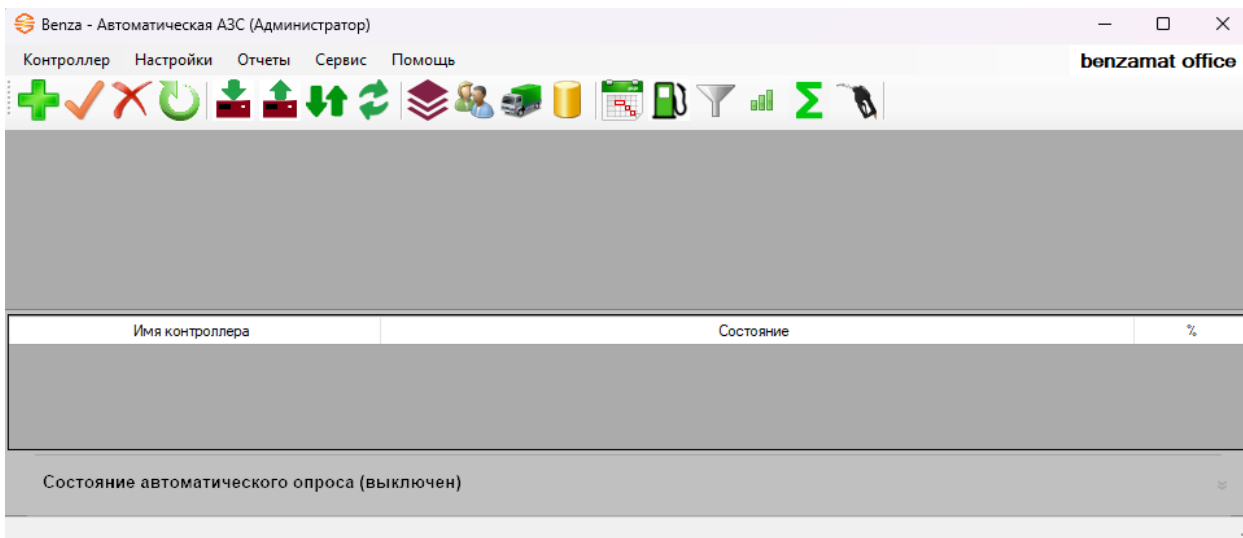 Benza - Автоматическая АЗС (Администратор)
Контроллер Настройки Отчеты Сервис Помощь benzamat office
Имя контроллера Состояние %
Состояние автоматического опроса (выключен)